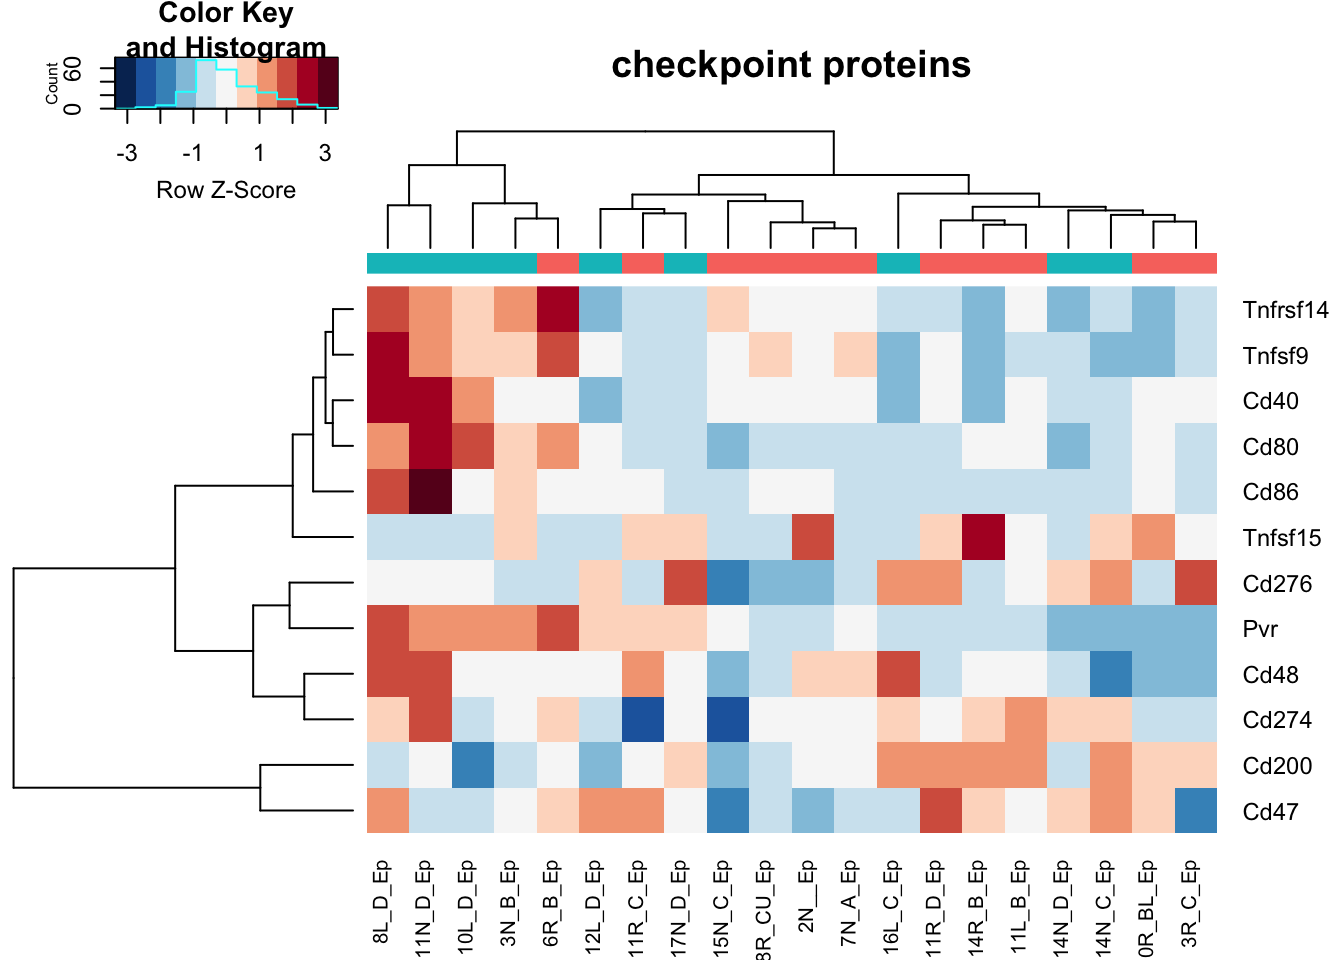 Color Key
and Histogram
Count
0
60
-3
-1
1
3
Row Z-Score
checkpoint proteins
Tnfrsf14
Tnfsf9
Cd40
Cd80
Cd86
Tnfsf15
Cd276
Pvr
Cd48
Cd274
Cd200
Cd47
8L_D_Ep
11N_D_Ep
10L_D_Ep
3N_B_Ep
6R_B_Ep
12L_D_Ep
11R_C_Ep
17N_D_Ep
15N_C_Ep
8R_CU_Ep
2N__Ep
7N_A_Ep
16L_C_Ep
11R_D_Ep
14R_B_Ep
11L_B_Ep
14N_D_Ep
14N_C_Ep
0R_BL_Ep
3R_C_Ep